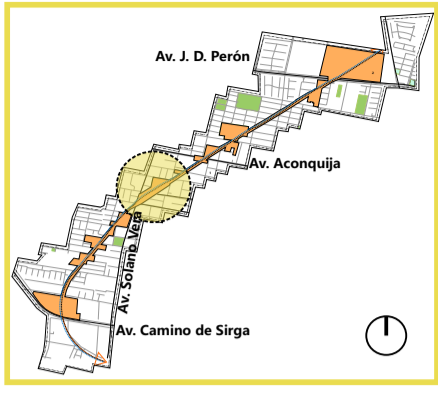 Av. J. D. Perón
Av. Aconquija
Av. Solano Vera
Av. Camino de Sirga